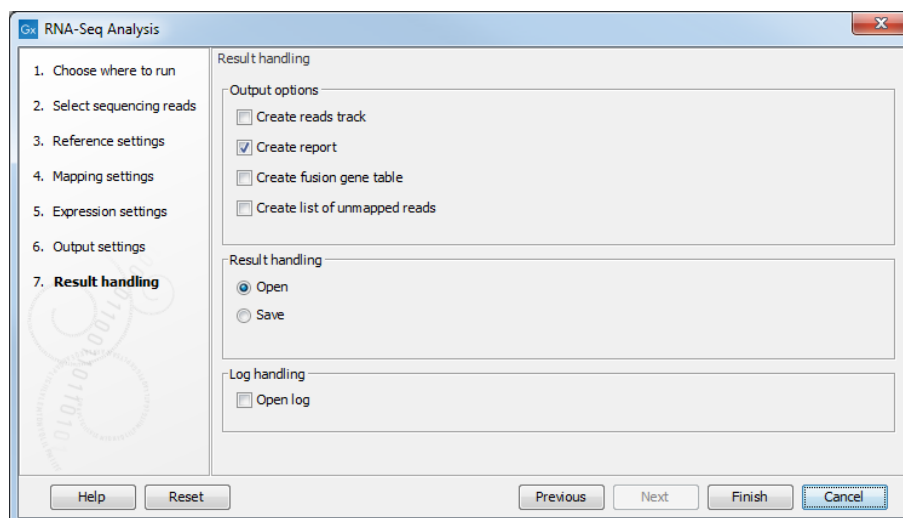 Gx RNA-Seq Analysis
1. Choose where to run
2. Select sequencing reads
3. Reference settings
4. Mapping settings
5. Expression settings
6. Output settings
7. Result handling
Result handling
Output options
Create reads track
Create report
Create fusion gene table
Create list of unmapped reads
Result handling
Open
Save
Log handling
Open log
Help Reset Previous Next Finish Cancel